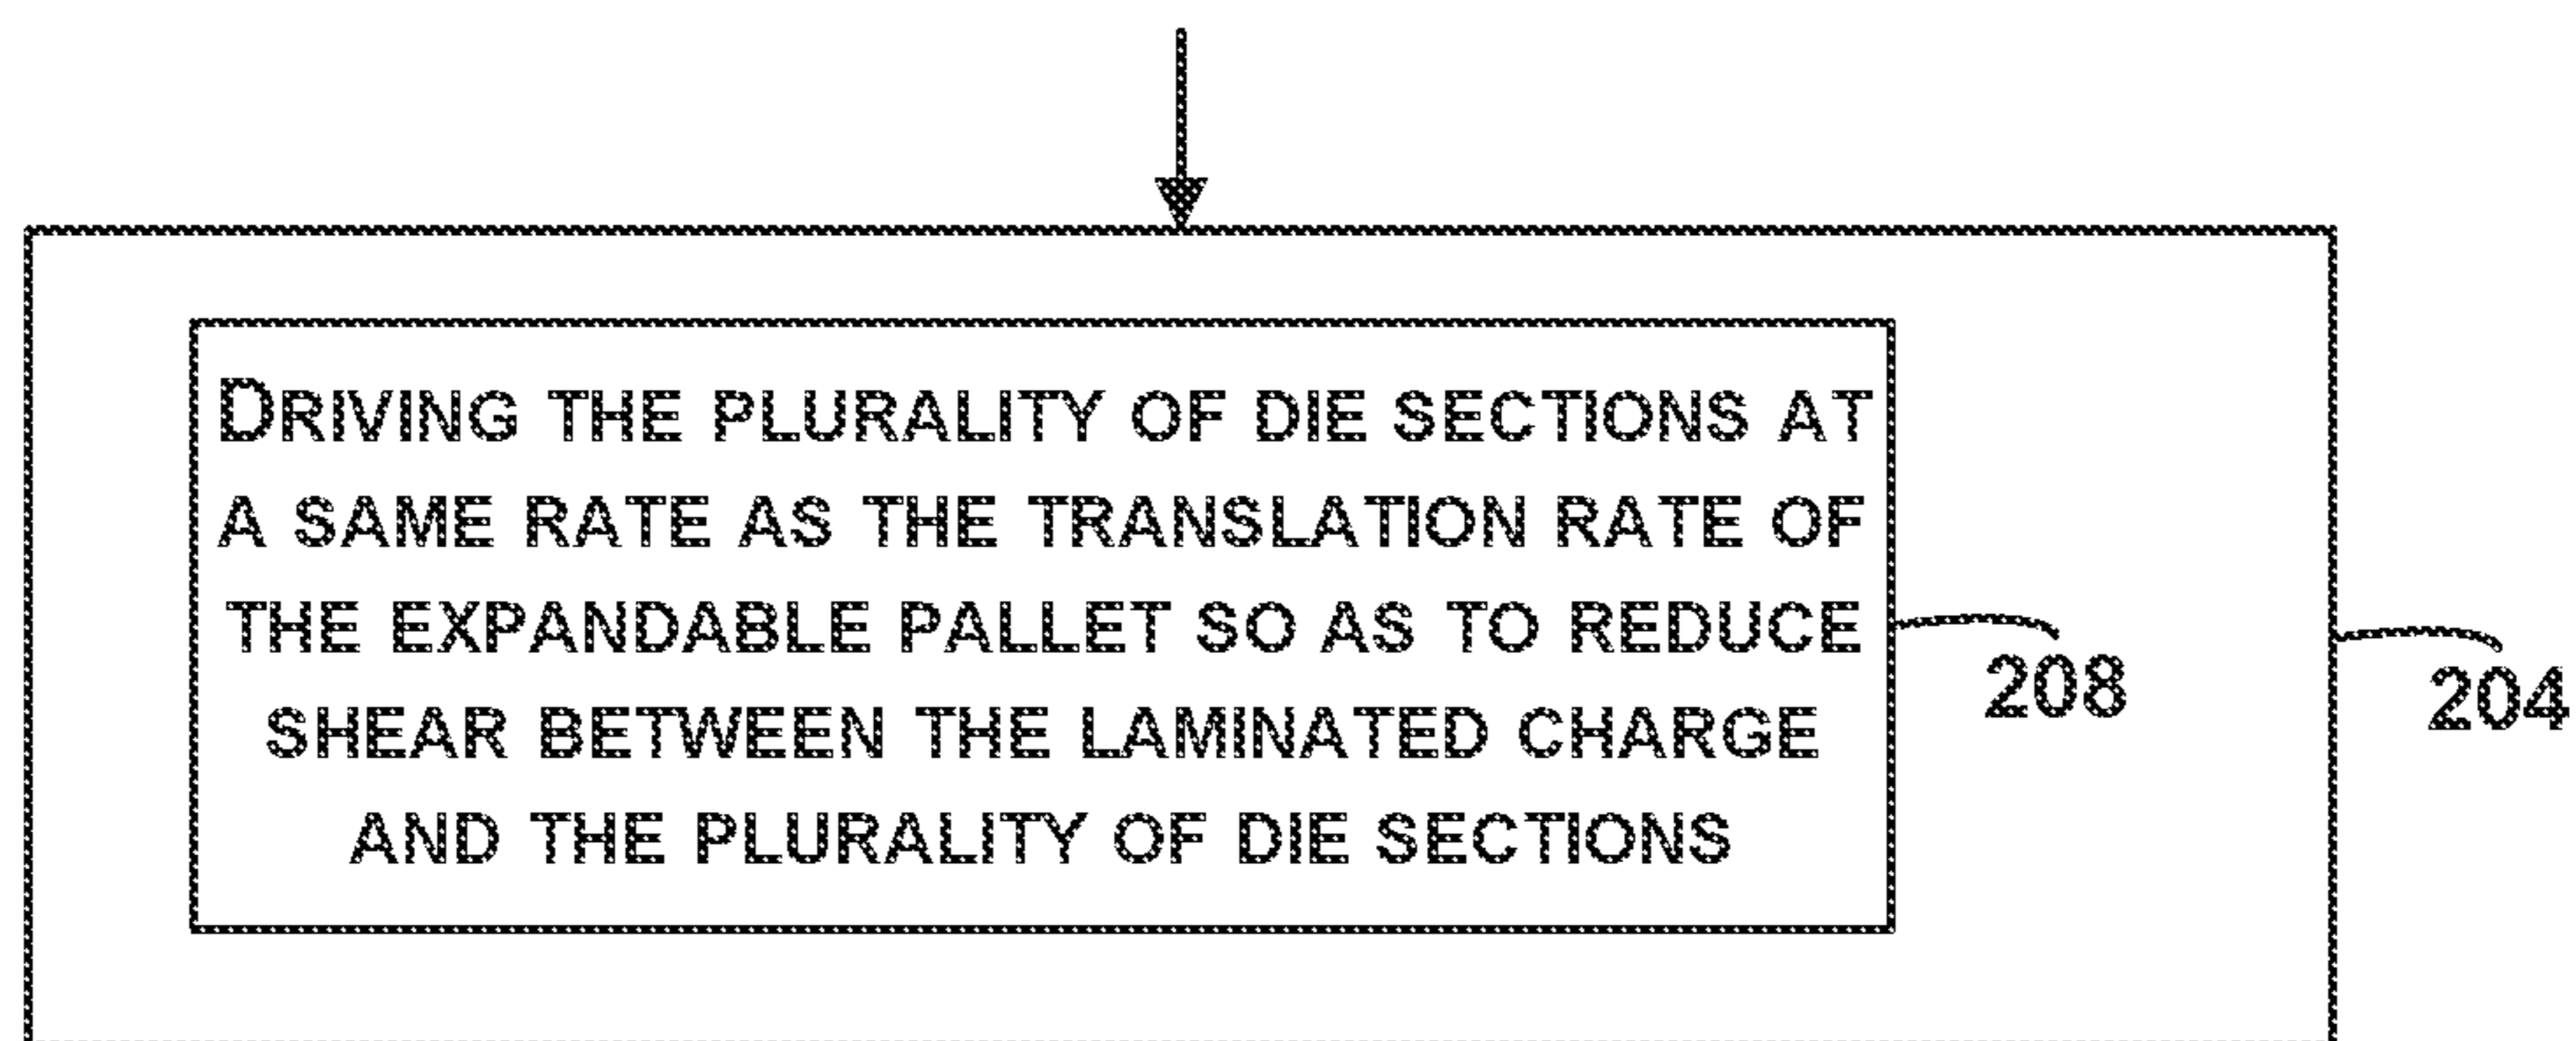 DRIVING THE PLURALITY OF DIE SECTIONS AT
A SAME RATE AS THE TRANSLATION RATE OF
THE EXPANDABLE PALLET SO AS TO REDUCE
SHEAR BETWEEN THE LAMINATED CHARGE
AND THE PLURALITY OF DIE SECTIONS
208
204